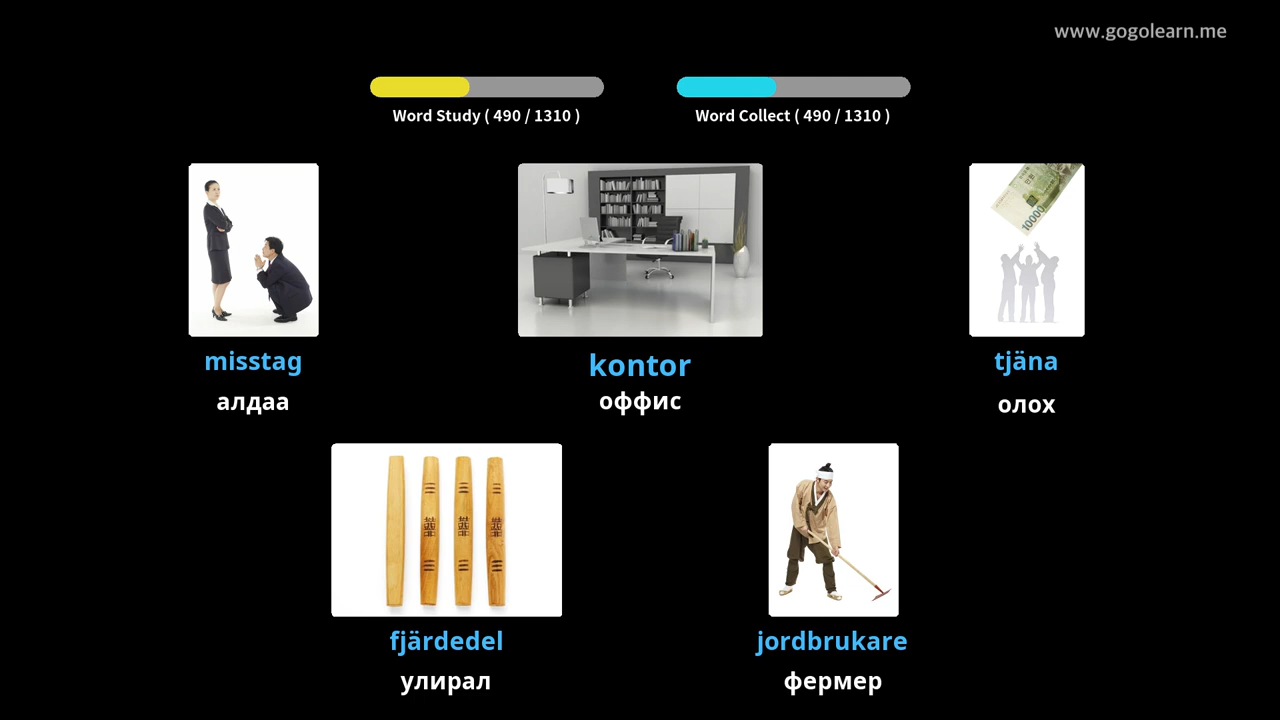 www.gogolearn.me
Word Study ( 490 / 1310 )
Word Collect ( 490 / 1310 )
10000
misstag
алдаа
kontor
оффис
tjäna
олох
fjärdedel
улирал
jordbrukare
фермер